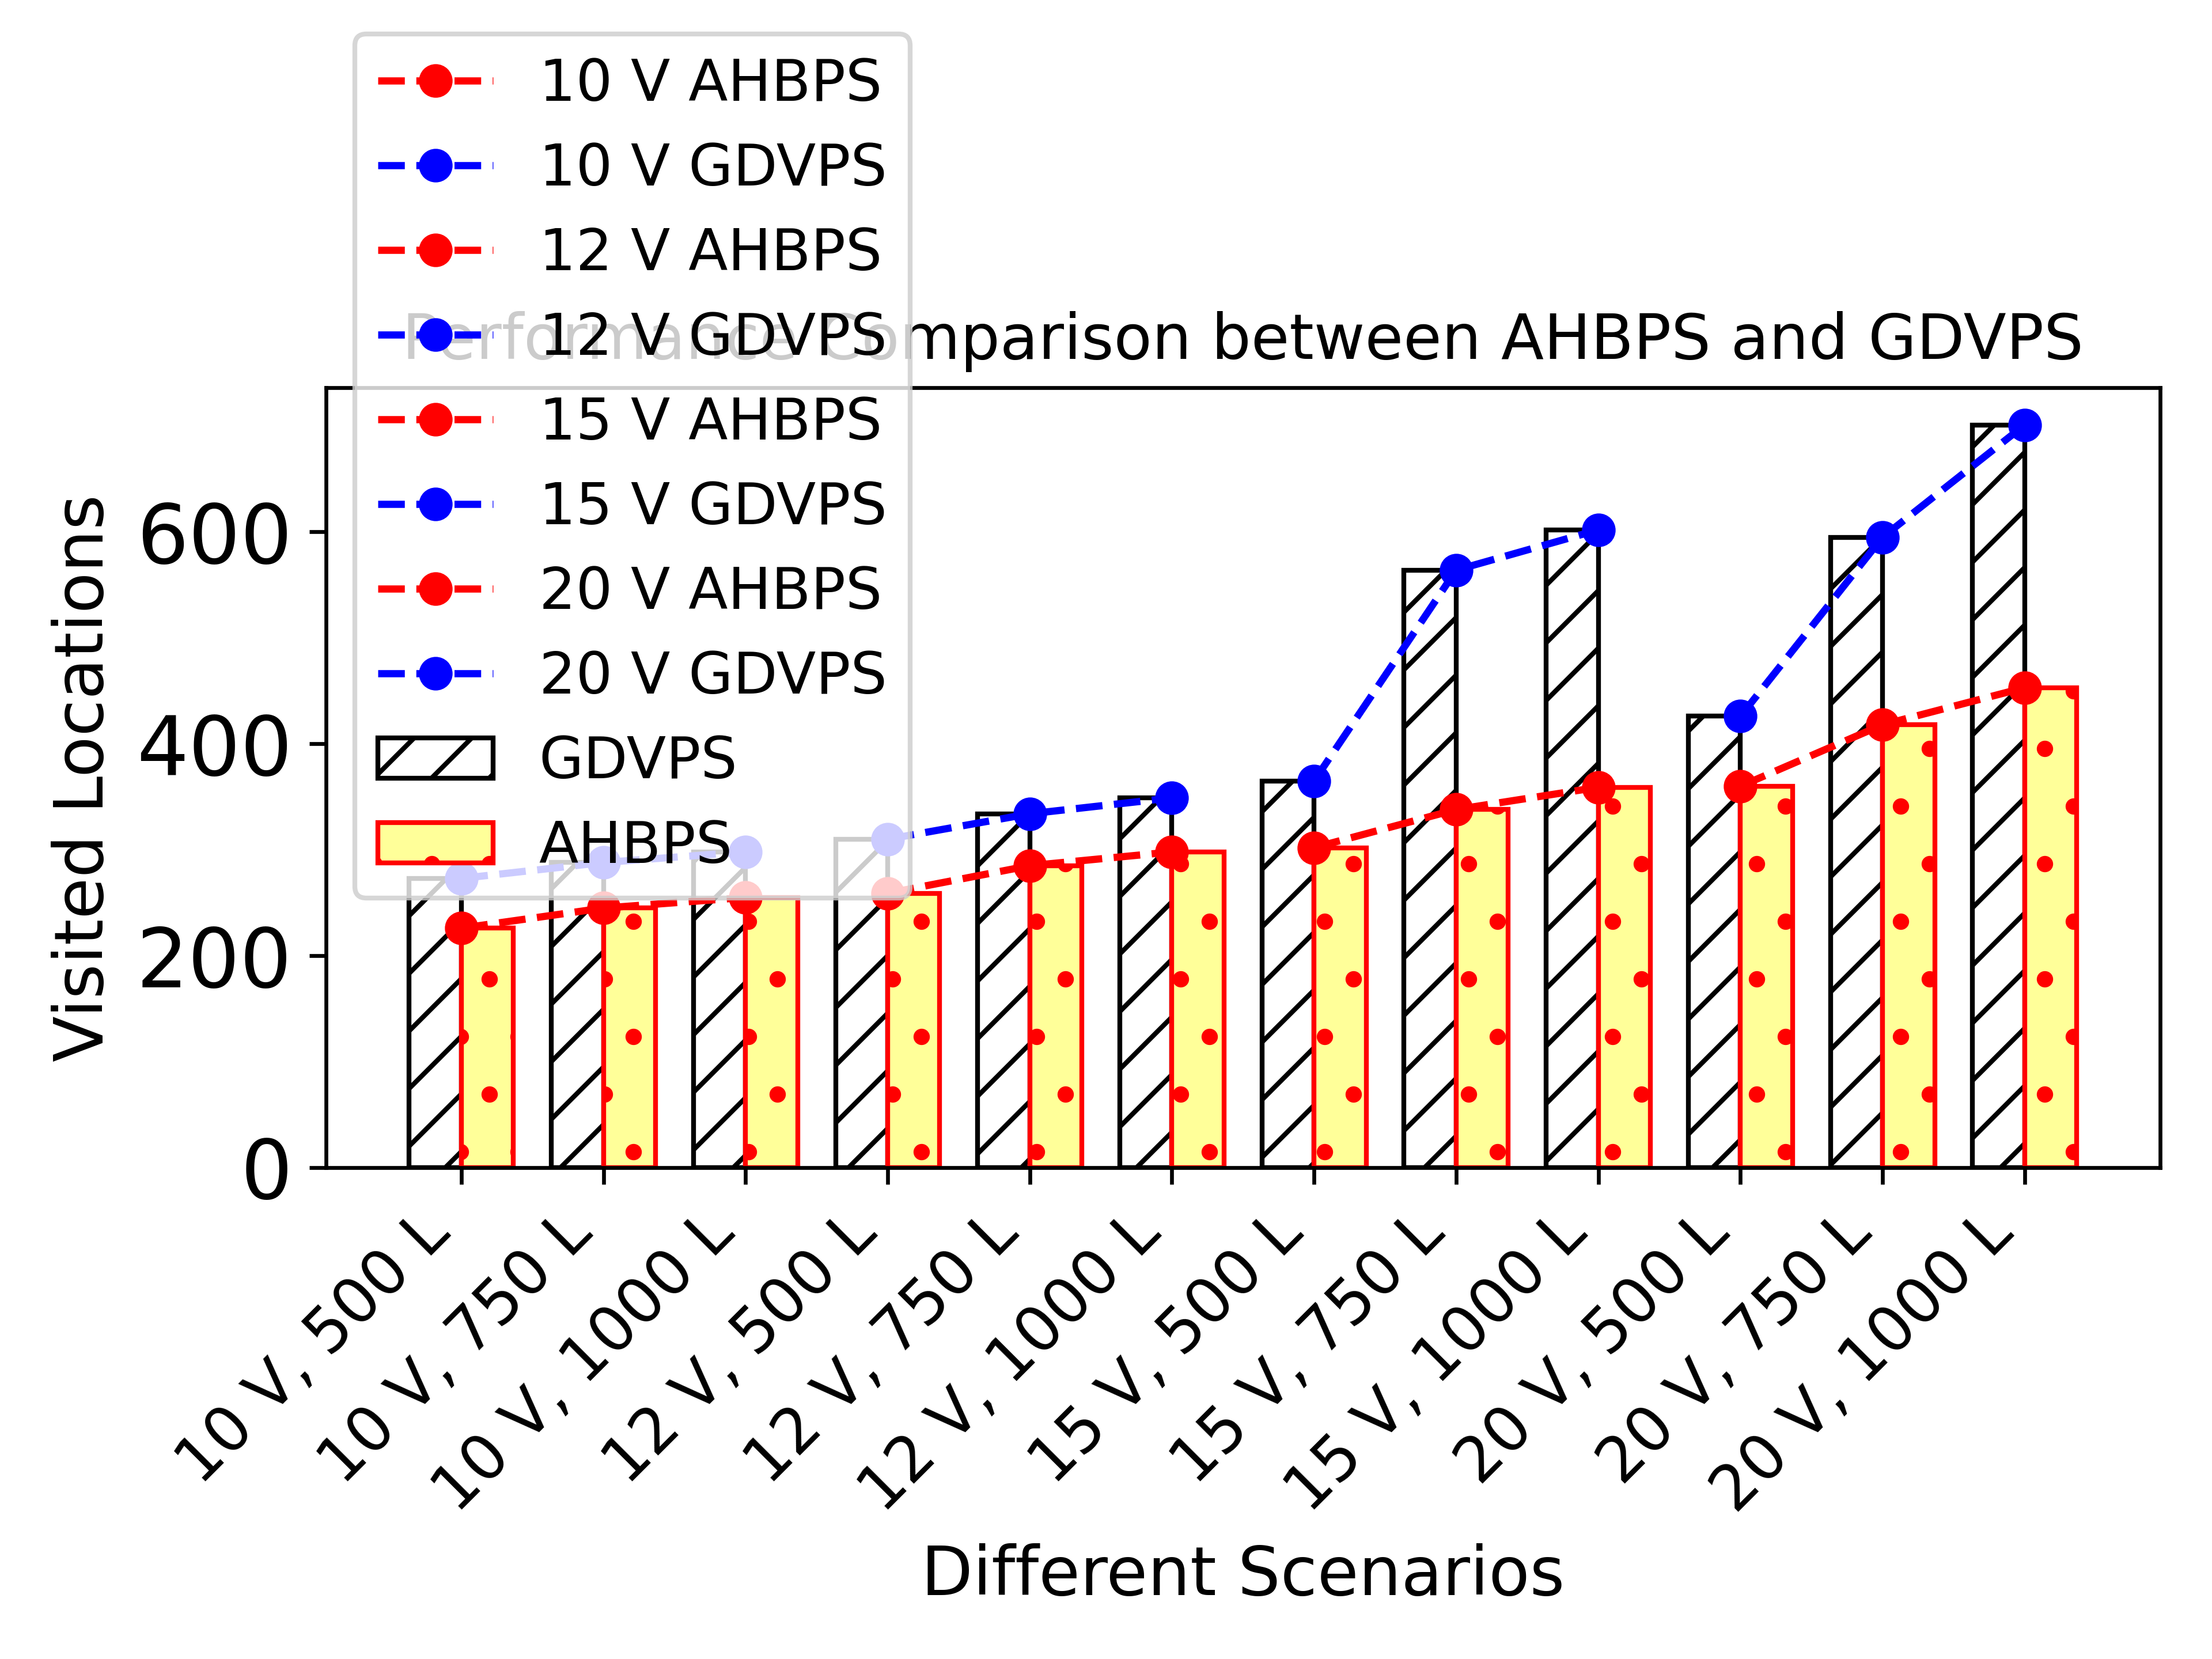 10 V AHBPS
10 V GDVPS
12 V AHBPS
12 V GDVPS
Performance Comparison between AHBPS and GDVPS
15 V AHBPS
15 V GDVPS
20 V AHBPS
20 V GDVPS
GDVPS
AHBPS
Visited Locations
600
400
200
0
10 V, 500 L
10 V, 750 L
10 V, 1000 L
12 V, 500 L
12 V, 750 L
12 V, 1000 L
15 V, 500 L
15 V, 750 L
15 V, 1000 L
20 V, 500 L
20 V, 750 L
20 V, 1000 L
Different Scenarios